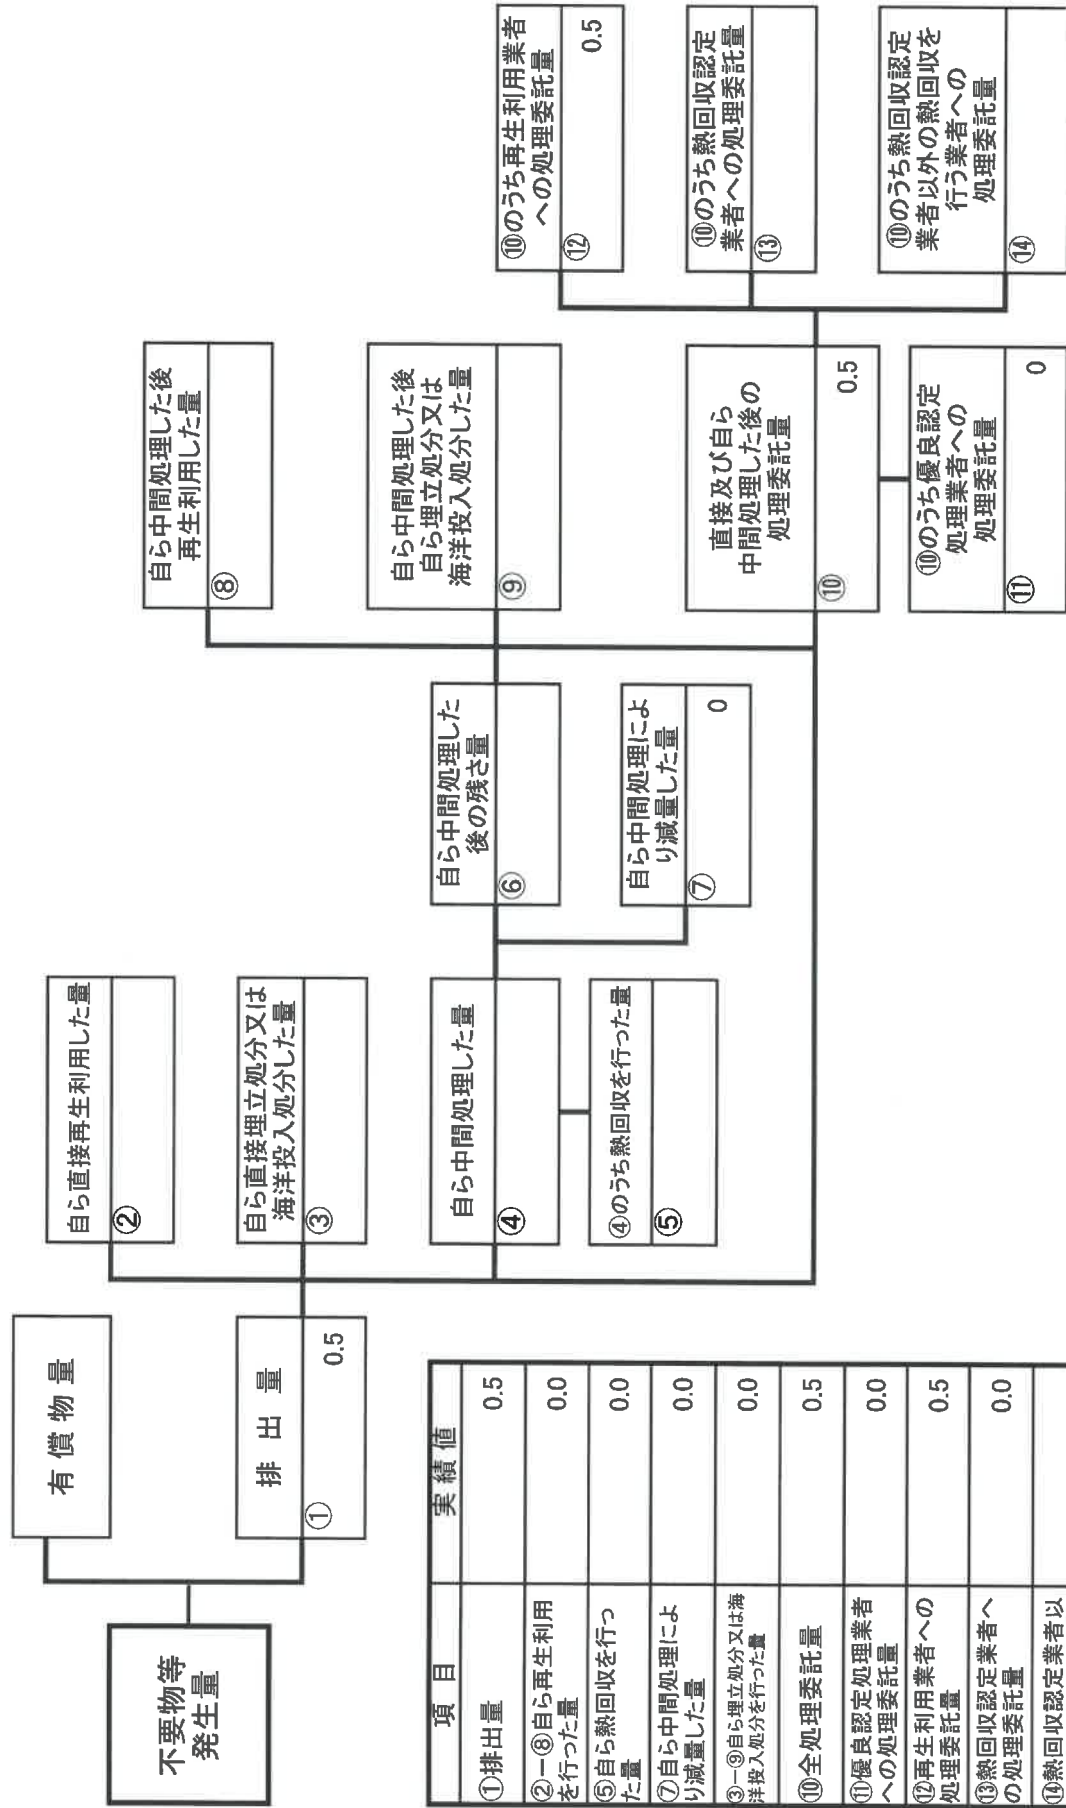 不要物等
発生量
有償物量
排出量
①
0.5
自ら直接再生利用した量
②
自ら直接埋立処分又は
海洋投入処分した量
③
自ら中間処理した量
④
④のうち熱回収を行った量
⑤
自ら中間処理した
後の残さ量
⑥
自ら中間処理によ
り減量した量
⑦
0
自ら中間処理した後
再生利用した量
⑧
自ら中間処理した後
自ら埋立処分又は
海洋投入処分した量
⑨
直接及び自ら
中間処理した後の
処理委託量
⑩
0.5
⑩のうち優良認定
処理業者への
処理委託量
⑪
0
⑩のうち再生利用業者
への処理委託量
⑫
0.5
⑩のうち熱回収認定
業者への処理委託量
⑬
⑩のうち熱回収認定
業者以外の熱回収を
行う業者への
処理委託量
⑭
項目 実績値
①排出量 0.5
②ー⑧自ら再生利用
を行った量 0.0
⑤自ら熱回収を行っ
た量 0.0
⑦自ら中間処理によ
り減量した量 0.0
③ー⑨自ら埋立処分又は海
洋投入処分を行った量 0.0
⑩全処理委託量 0.5
⑪優良認定処理業者
への処理委託量 0.0
⑫再生利用業者への
処理委託量 0.5
⑬熱回収認定業者へ
の処理委託量 0.0
⑭熱回収認定業者以